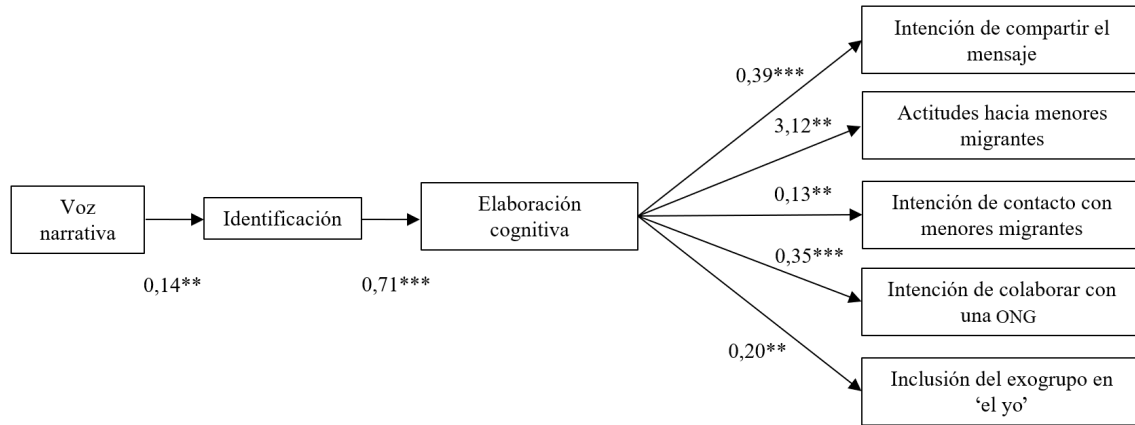 Voz
narrativa
0,14**
Identificación
0,71***
Elaboración
cognitiva
0,39***
Intención de compartir el
mensaje
3,12**
Actitudes hacia menores
migrantes
0,13**
Intención de contacto con
menores migrantes
0,35***
Intención de colaborar con
una ONG
0,20**
Inclusión del exogrupo en
‘el yo’